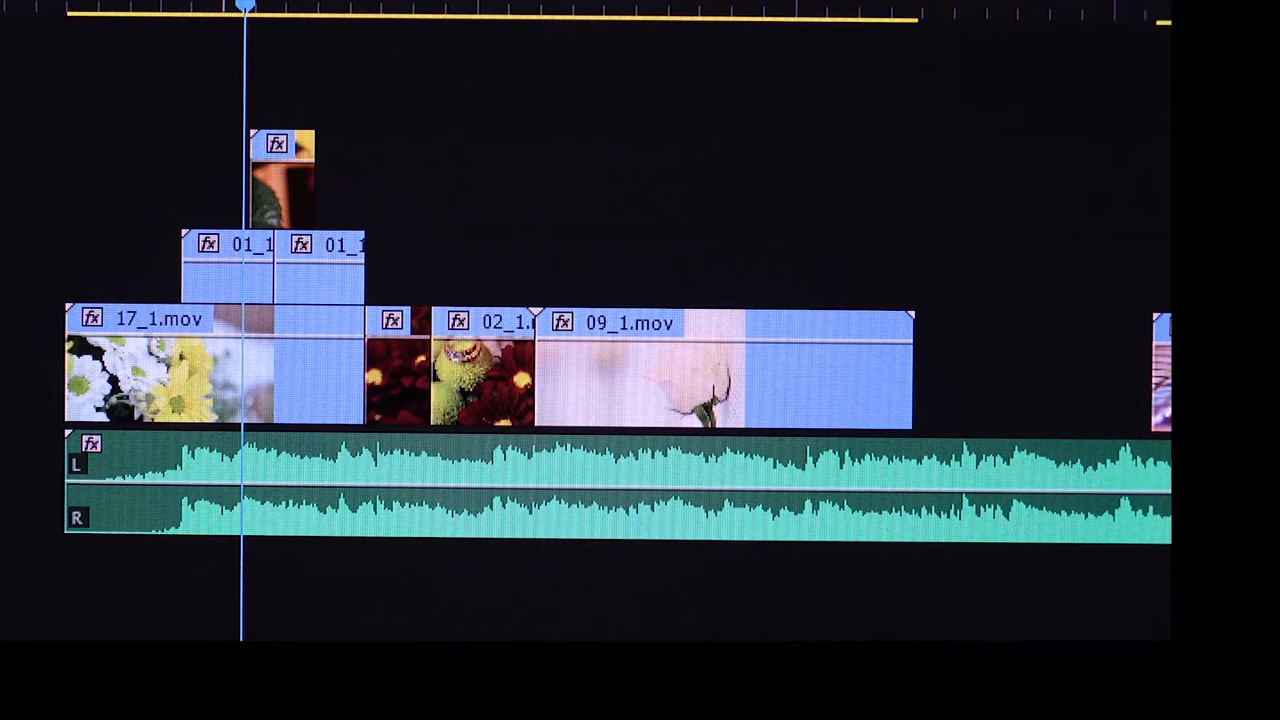 fx
fx 01_1 fx 01_1
fx 17_1.mov fx fx 02_1. fx 09_1.mov
fx
L
R